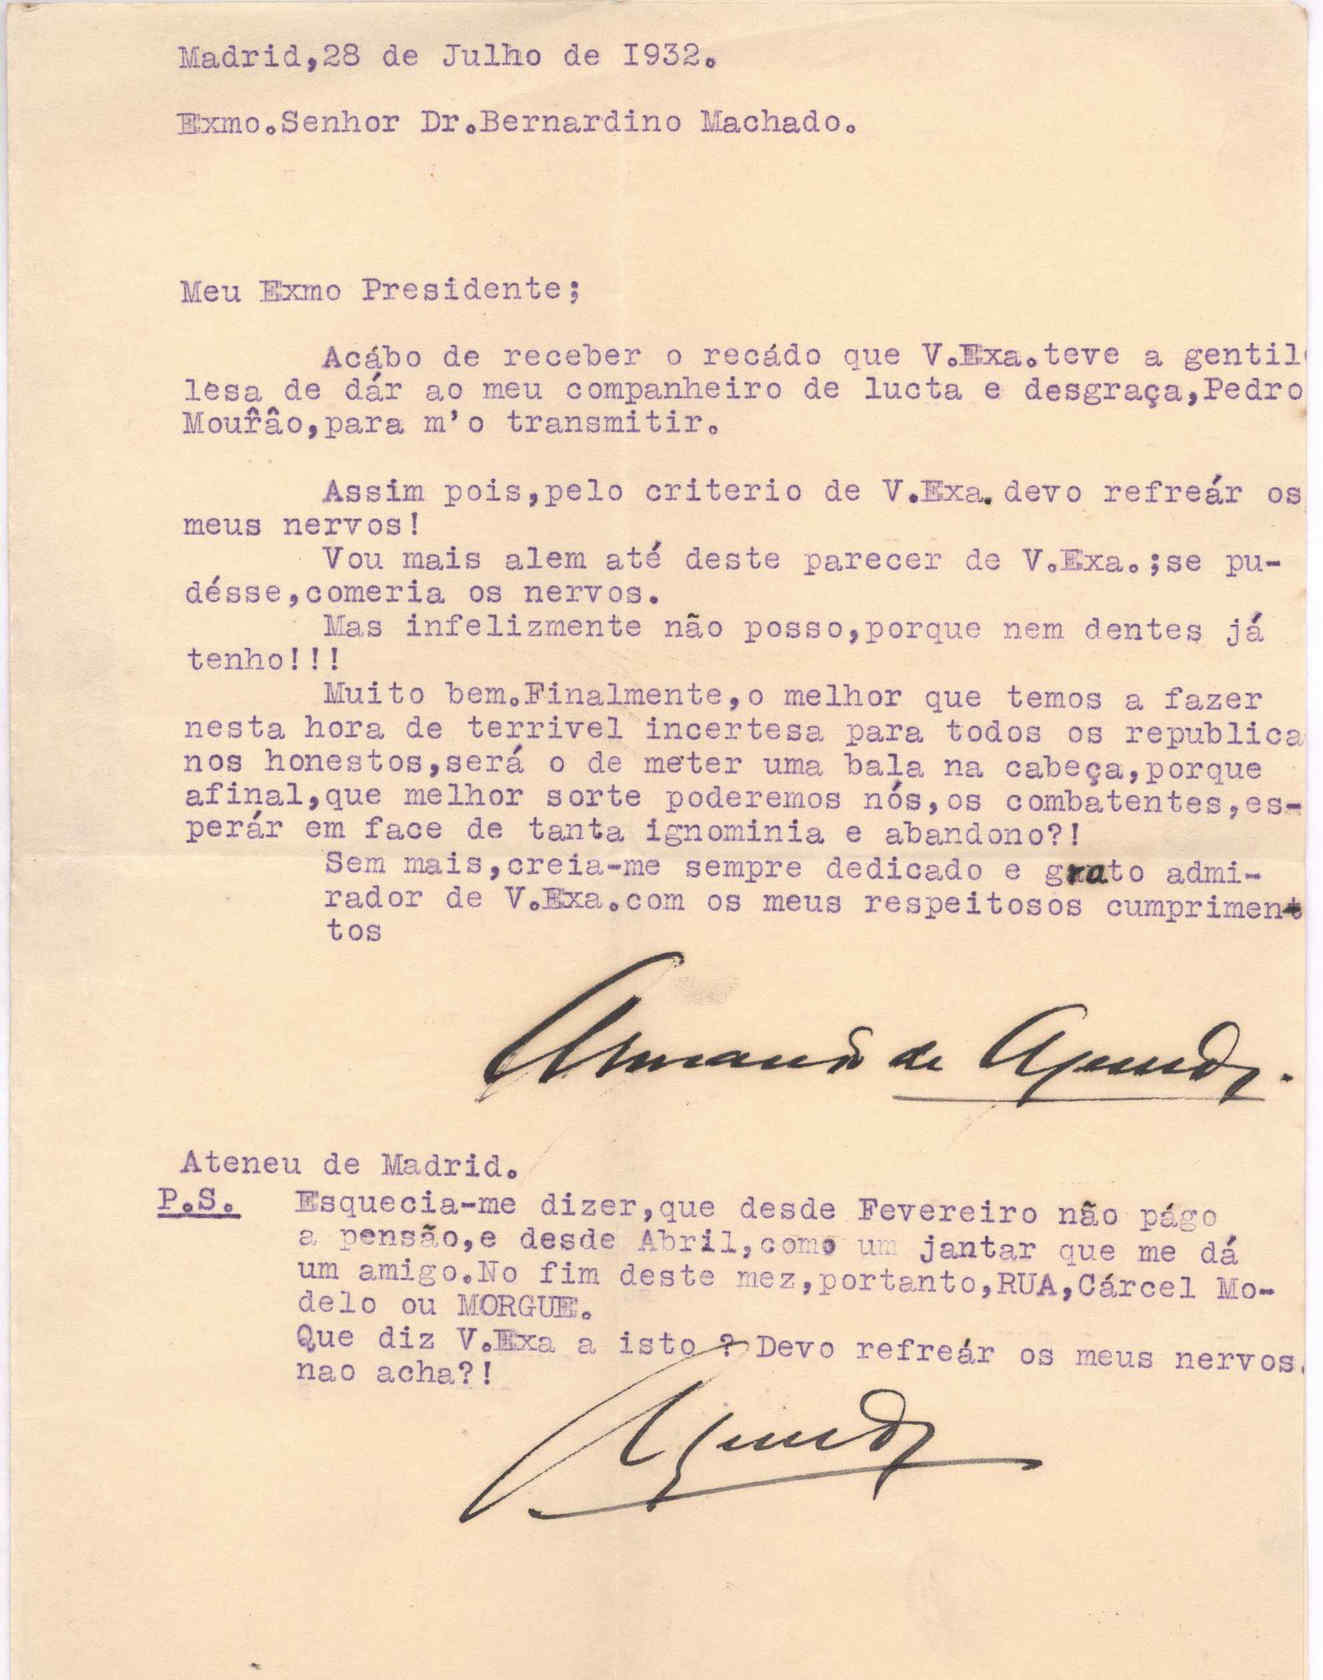 Madrid,28 de Julho de I932.
Exmo.Senhor Dr.Bernardino Machado.
Meu Exmo Presidente;
Acábo de receber o recádo que V.Exa.teve a gentil
lesa de dár ao meu companheiro de lucta e desgraça,Pedro
Mourão,para m'o transmitir.
Assim pois,pelo criterio de V.Exa.devo refreár os
meus nervos!
Vou mais alem até deste parecer de V.Exa.;se pu-
désse,comeria os nervos.
Mas infelizmente não posso,porque nem dentes já
tenho!!!
Muito bem.Finalmente,o melhor que temos a fazer
nesta hora de terrivel incertesa para todos os republica
nos honestos,será o de meter uma bala na cabeça,porque
afinal,que melhor sorte poderemos nós,os combatentes,es-
perár em face de tanta ignominia e abandono?!
Sem mais,creia-me sempre dedicado e grato admi-
rador de V.Exa.com os meus respeitosos cumprimen-
tos
Armando de
Ateneu de Madrid.
P.S. Esquecia-me dizer,que desde Fevereiro não págo
a pensão,e desde Abril,como um jantar que me dá
um amigo.No fim deste mez,portanto,RUA,Cárcel Mo-
delo ou MORGUE.
Que diz V.Exa a isto ? Devo refreár os meus nervos.
nao acha?!